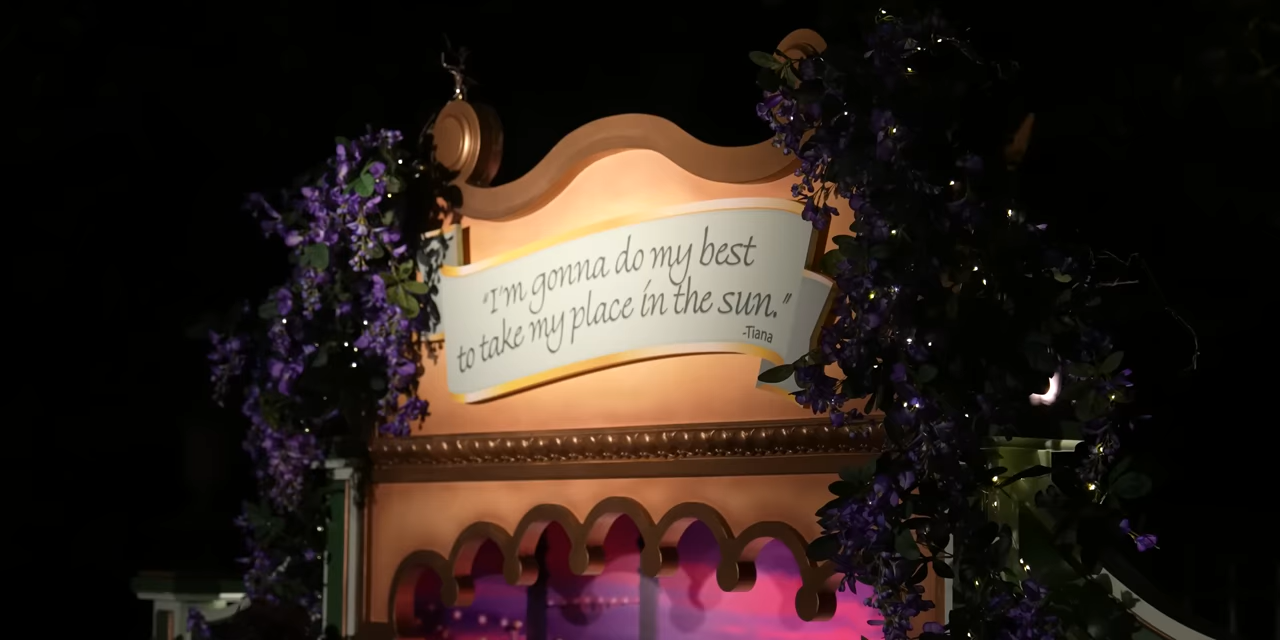 “I’m gonna do my best
to take my place in the sun.”
-Tiana